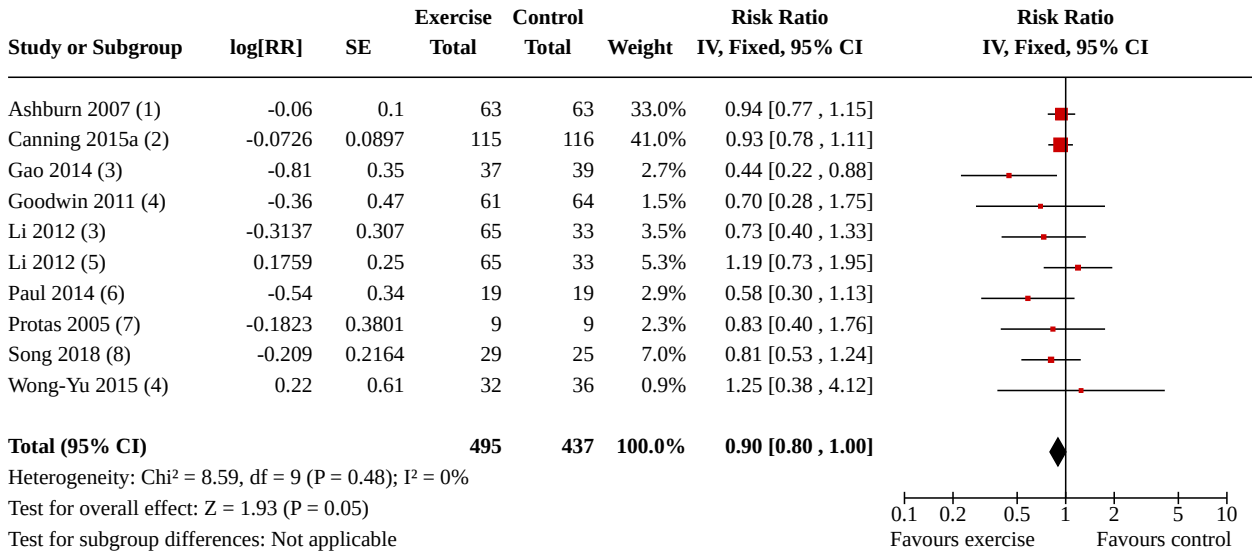 Exercise Control Risk Ratio Risk Ratio
Study or Subgroup log[RR] SE Total Total Weight IV, Fixed, 95% CI IV, Fixed, 95% CI
Ashburn 2007 (1) -0.06 0.1 63 63 33.0% 0.94 [0.77 , 1.15]
Canning 2015a (2) -0.0726 0.0897 115 116 41.0% 0.93 [0.78 , 1.11]
Gao 2014 (3) -0.81 0.35 37 39 2.7% 0.44 [0.22 , 0.88]
Goodwin 2011 (4) -0.36 0.47 61 64 1.5% 0.70 [0.28 , 1.75]
Li 2012 (3) -0.3137 0.307 65 33 3.5% 0.73 [0.40 , 1.33]
Li 2012 (5) 0.1759 0.25 65 33 5.3% 1.19 [0.73 , 1.95]
Paul 2014 (6) -0.54 0.34 19 19 2.9% 0.58 [0.30 , 1.13]
Protas 2005 (7) -0.1823 0.3801 9 9 2.3% 0.83 [0.40 , 1.76]
Song 2018 (8) -0.209 0.2164 29 25 7.0% 0.81 [0.53 , 1.24]
Wong-Yu 2015 (4) 0.22 0.61 32 36 0.9% 1.25 [0.38 , 4.12]
Total (95% CI) 495 437 100.0% 0.90 [0.80 , 1.00]
Heterogeneity: Chi² = 8.59, df = 9 (P = 0.48); I² = 0%
Test for overall effect: Z = 1.93 (P = 0.05) 0.1 0.2 0.5 1 2 5 10
Test for subgroup differences: Not applicable Favours exercise Favours control